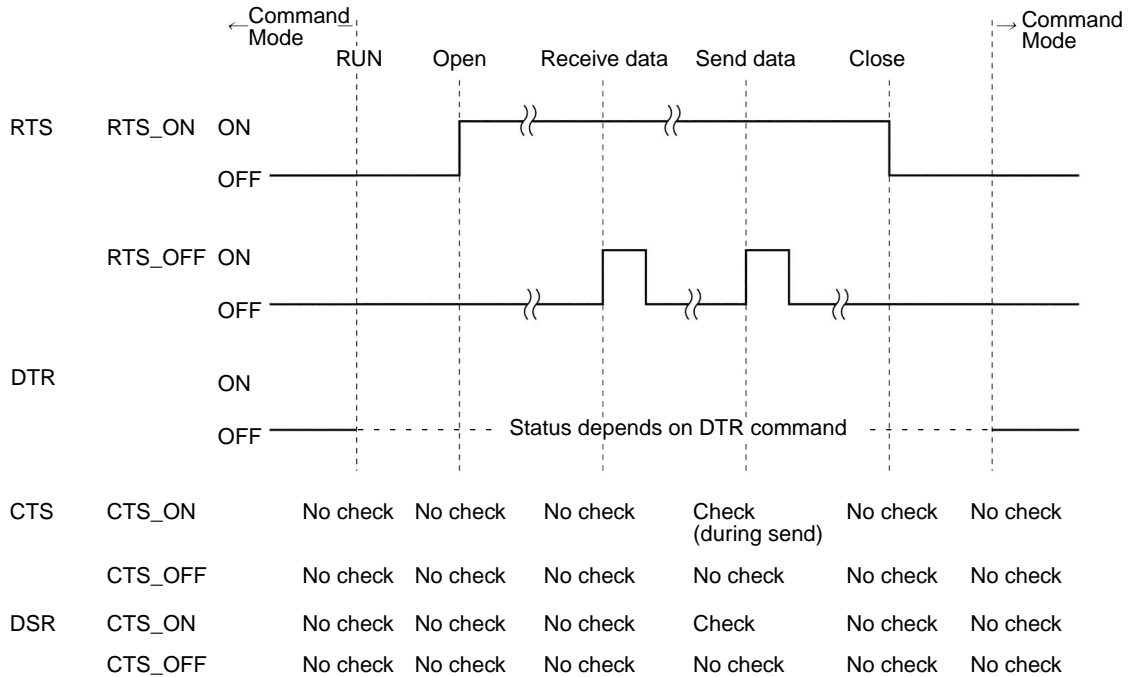 ← Command Mode
→ Command Mode
RUN Open Receive data Send data Close
RTS RTS_ON ON
OFF
RTS_OFF ON
OFF
DTR ON
OFF Status depends on DTR command
CTS CTS_ON No check No check No check Check (during send) No check No check
CTS_OFF No check No check No check No check No check No check
DSR CTS_ON No check No check No check Check No check No check
CTS_OFF No check No check No check No check No check No check